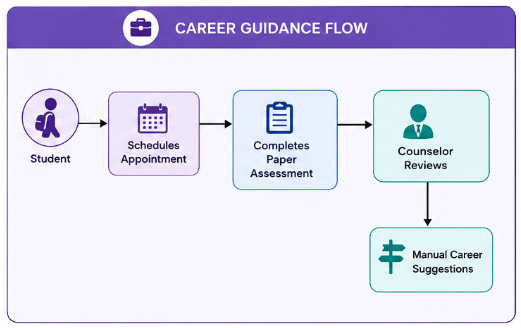 CAREER GUIDANCE FLOW
Student
Schedules
Appointment
Completes
Paper
Assessment
Counselor
Reviews
Manual Career
Suggestions